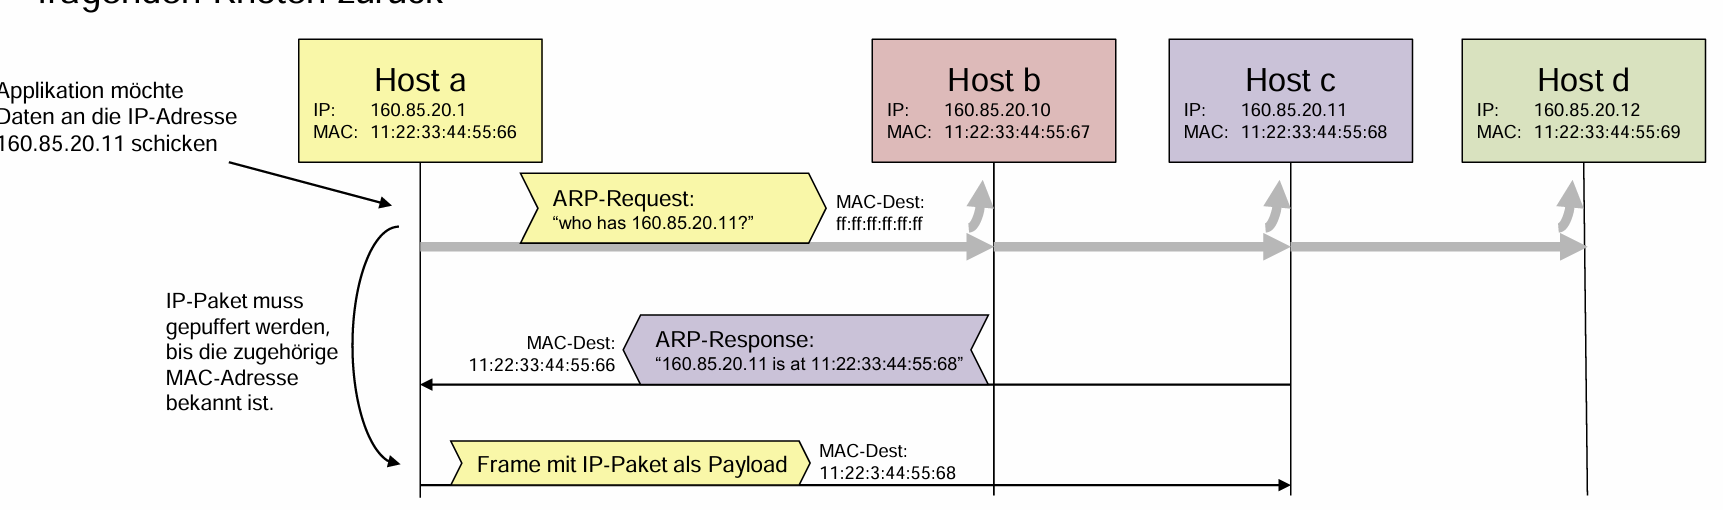 fragenden Knoten zurück
Applikation möchte
Daten an die IP-Adresse
160.85.20.11 schicken
Host a
IP: 160.85.20.1
MAC: 11:22:33:44:55:66
Host b
IP: 160.85.20.10
MAC: 11:22:33:44:55:67
Host c
IP: 160.85.20.11
MAC: 11:22:33:44:55:68
Host d
IP: 160.85.20.12
MAC: 11:22:33:44:55:69
ARP-Request:
“who has 160.85.20.11?”
MAC-Dest:
ff:ff:ff:ff:ff:ff
IP-Paket muss
gepuffert werden,
bis die zugehörige
MAC-Adresse
bekannt ist.
MAC-Dest:
11:22:33:44:55:66
ARP-Response:
“160.85.20.11 is at 11:22:33:44:55:68”
Frame mit IP-Paket als Payload
MAC-Dest:
11:22:3:44:55:68